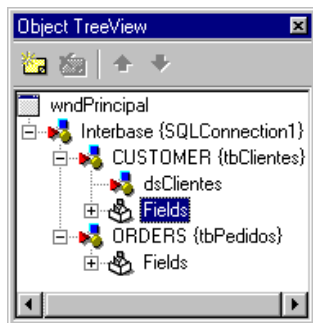 Object TreeView
wndPrincipal
Interbase {SQLConnection1}
CUSTOMER {tbClientes}
dsClientes
Fields
ORDERS {tbPedidos}
Fields